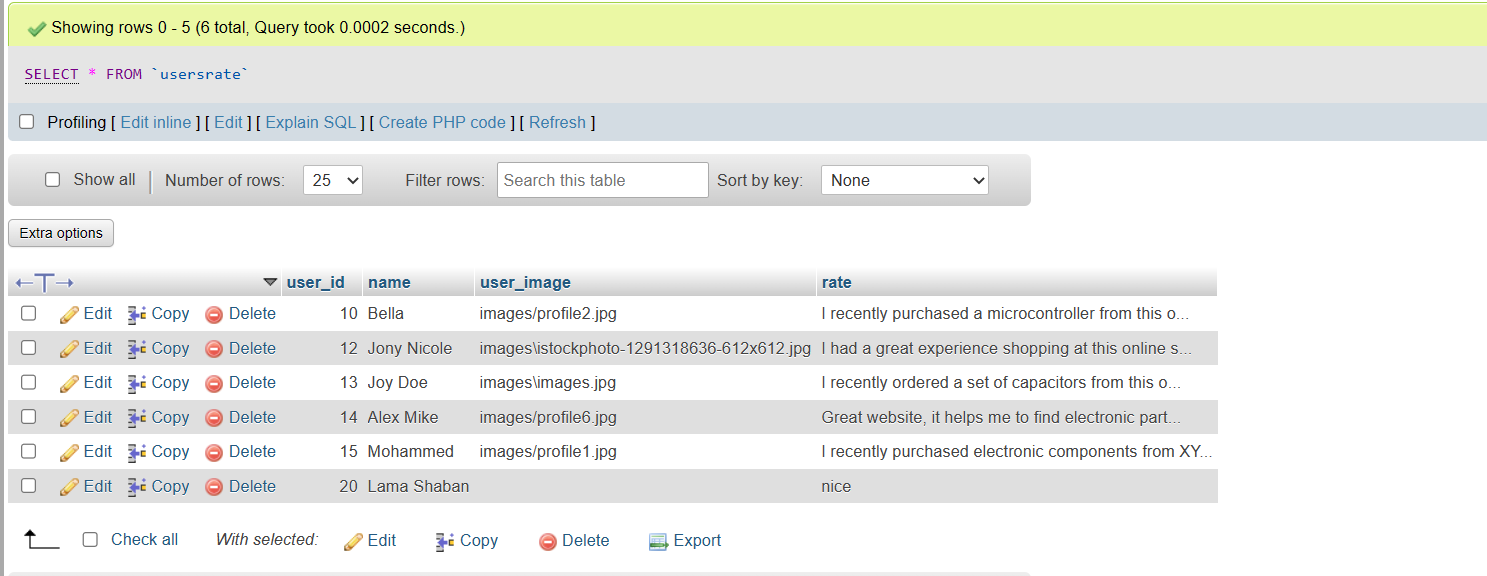 Showing rows 0 - 5 (6 total, Query took 0.0002 seconds.)
SELECT * FROM `usersrate`
Profiling [ Edit inline ] [ Edit ] [ Explain SQL ] [ Create PHP code ] [ Refresh ]
Show all | Number of rows: 25 Filter rows: Search this table Sort by key: None
Extra options
user_id name user_image rate
Edit Copy Delete 10 Bella images/profile2.jpg I recently purchased a microcontroller from this o...
Edit Copy Delete 12 Jony Nicole images\istockphoto-1291318636-612x612.jpg I had a great experience shopping at this online s...
Edit Copy Delete 13 Joy Doe images\images.jpg I recently ordered a set of capacitors from this o...
Edit Copy Delete 14 Alex Mike images/profile6.jpg Great website, it helps me to find electronic part...
Edit Copy Delete 15 Mohammed images/profile1.jpg I recently purchased electronic components from XY...
Edit Copy Delete 20 Lama Shaban nice
Check all With selected: Edit Copy Delete Export